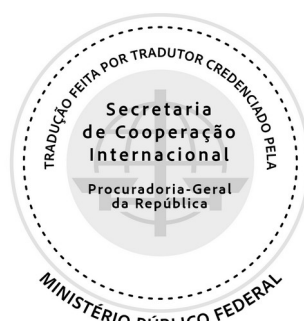 TRADUÇÃO FEITA POR TRADUTOR CREDENCIADO PELA
Secretaria
de Cooperação
Internacional
Procuradoria-Geral
da República
MINISTÉRIO PÚBLICO FEDERAL